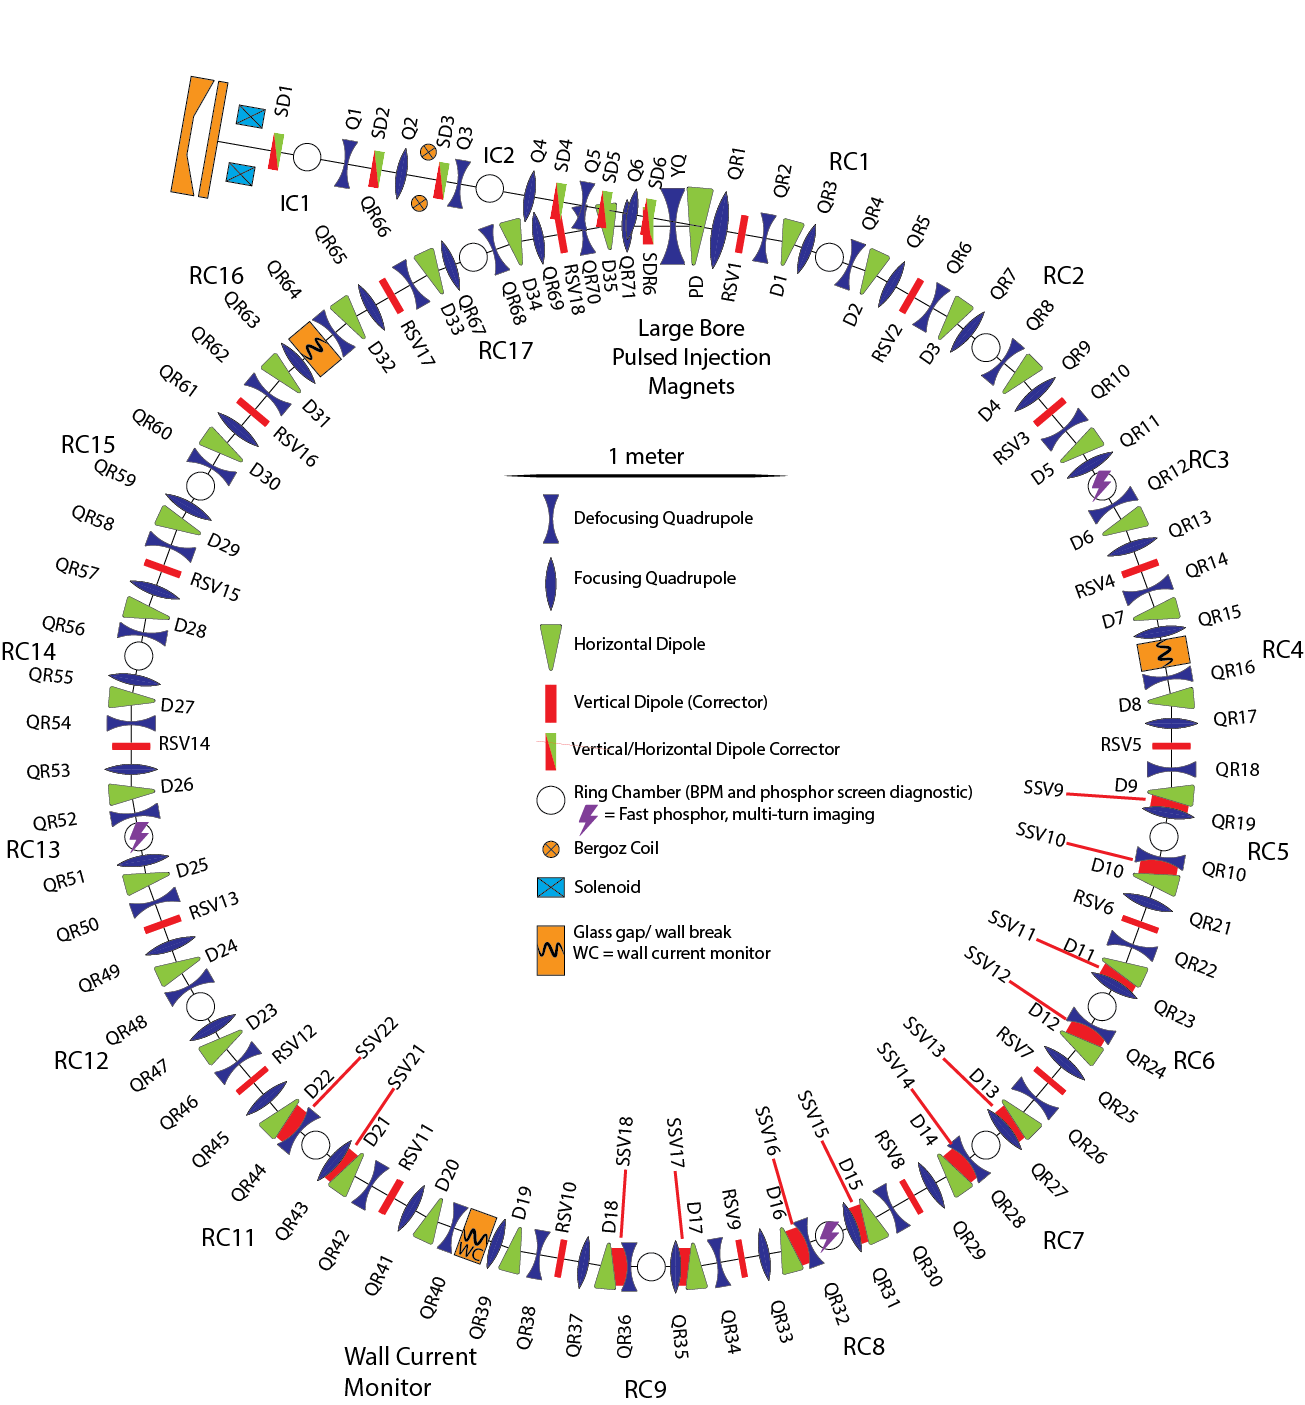 SD1
Q1
SD2
Q2
SD3
Q3
IC2
Q4
SD4
Q5
SD5
Q6
SD6
YQ
QR1
RC1
QR2
QR3
QR4
QR5
QR6
QR7
RC2
QR8
QR9
QR10
QR11
QR12
RC3
QR13
QR14
QR15
RC4
QR16
QR17
QR18
QR19
RC5
QR10
QR21
QR22
QR23
RC6
QR24
QR25
QR26
QR27
RC7
QR28
QR29
QR30
QR31
RC8
QR32
QR33
QR34
QR35
RC9
QR36
QR37
QR38
QR39
QR40
Wall Current
Monitor
WC
QR41
QR42
QR43
RC11
QR44
QR45
QR46
QR47
RC12
QR48
QR49
QR50
QR51
RC13
QR52
QR53
QR54
QR55
RC14
QR56
QR57
QR58
QR59
RC15
QR60
QR61
QR62
QR63
RC16
QR64
QR65
QR66
IC1
QR67
RC17
QR68
QR69
QR70
QR71
SDR6
PD
RSV1
D1
D2
RSV2
D3
D4
RSV3
D5
D6
RSV4
D7
D8
RSV5
D9
SSV9
SSV10
D10
RSV6
SSV11
D11
SSV12
D12
RSV7
SSV13
D13
SSV14
D14
RSV8
SSV15
D15
SSV16
D16
RSV9
SSV17
D17
SSV18
D18
RSV10
D19
D20
RSV11
SSV21
D21
SSV22
D22
RSV12
D23
D24
RSV13
D25
D26
RSV14
D27
D28
RSV15
D29
D30
RSV16
D31
D32
RSV17
D33
D34
RSV18
D35
Large Bore
Pulsed Injection
Magnets
1 meter
Defocusing Quadrupole
Focusing Quadrupole
Horizontal Dipole
Vertical Dipole (Corrector)
Vertical/Horizontal Dipole Corrector
Ring Chamber (BPM and phosphor screen diagnostic)
= Fast phosphor, multi-turn imaging
Bergoz Coil
Solenoid
Glass gap/ wall break
WC = wall current monitor